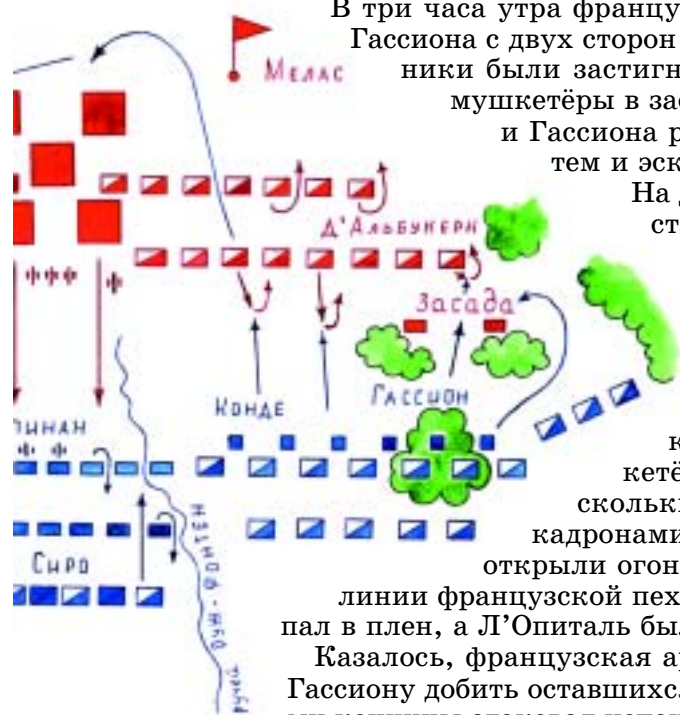 В три часа утра францу
Гассиона с двух сторон
ники были застигн
мушкетёры в зас
и Гассиона р
тем и эск
На
ст
Мелас
Д'Альбукерк
Засада
Конде
Гассион
пинан
к
кетё
скольк
кадронами
Сиро
открыли огон
линии французской пех
пал в плен, а Л'Опиталь был
Казалось, французская ар
Гассиону добить оставшихс